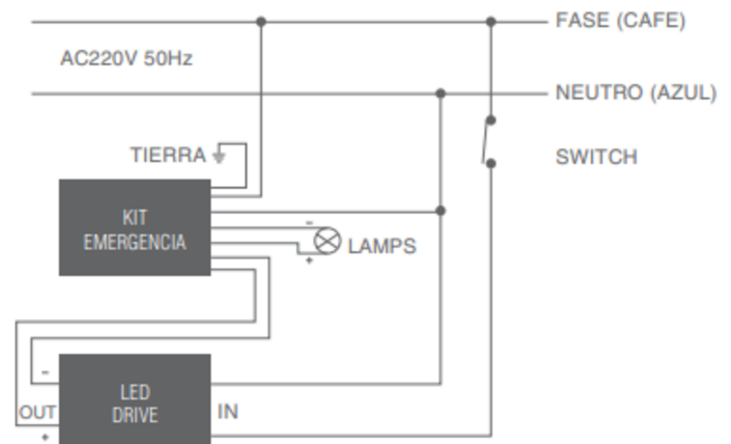 FASE (CAFE)
AC220V 50Hz
NEUTRO (AZUL)
TIERRA
SWITCH
KIT
EMERGENCIA
-
LAMPS
+
-
LED
DRIVE
OUT
IN
+